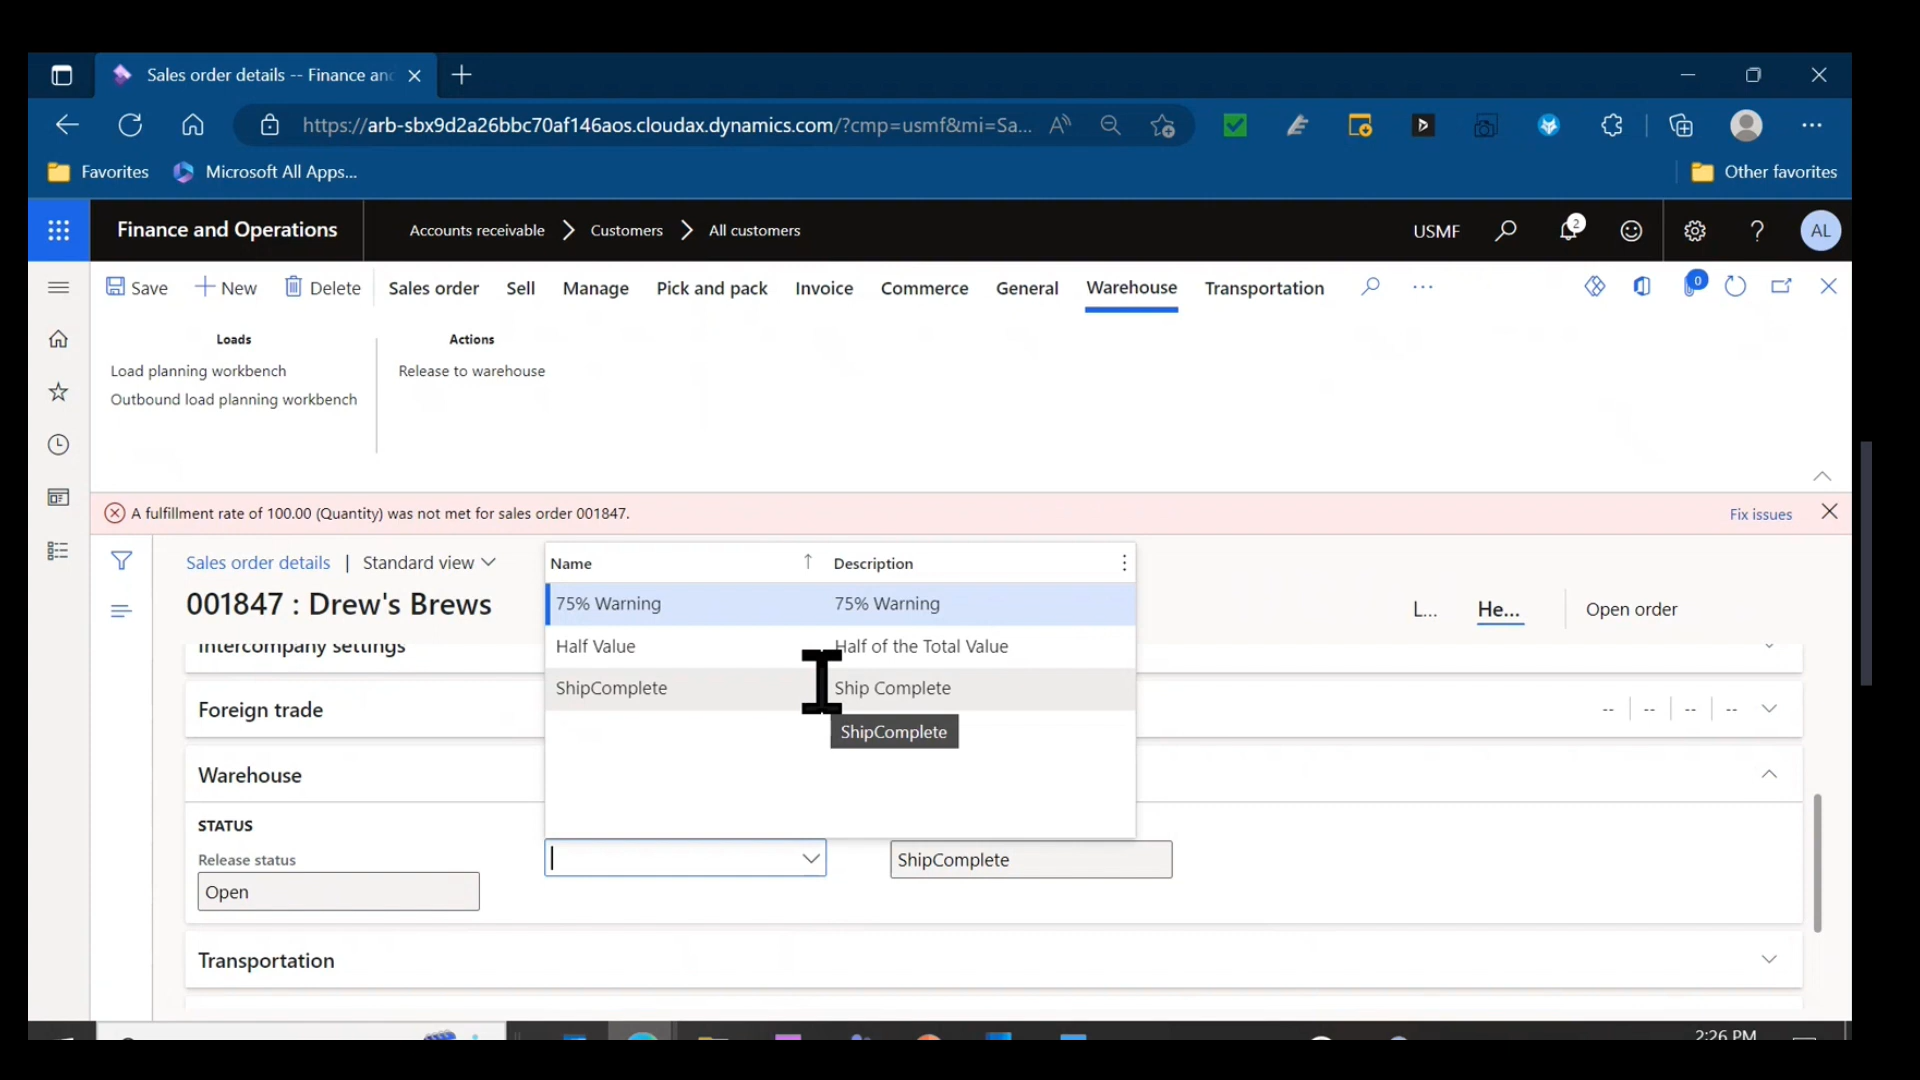 Sales order details -- Finance and
https://arb-sbx9d2a26bbc70af146aos.cloudax.dynamics.com/?cmp=usmf&mi=Sa...
Favorites Microsoft All Apps... Other favorites
Finance and Operations Accounts receivable Customers All customers USMF 2 AL
Save New Delete Sales order Sell Manage Pick and pack Invoice Commerce General Warehouse Transportation ... 0
Loads Actions
Load planning workbench Release to warehouse
Outbound load planning workbench
A fulfillment rate of 100.00 (Quantity) was not met for sales order 001847. Fix issues
Sales order details | Standard view Name Description
001847 : Drew's Brews 75% Warning 75% Warning L... He... Open order
Intercompany settings Half Value Half of the Total Value
ShipComplete Ship Complete
Foreign trade -- -- -- --
ShipComplete
Warehouse
STATUS
Release status ShipComplete
Open
Transportation
2:26 PM